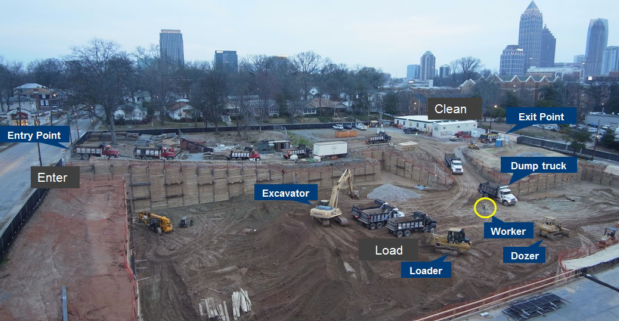 Clean
Exit Point
Entry Point
Enter
Dump truck
Excavator
Worker
Load
Dozer
Loader